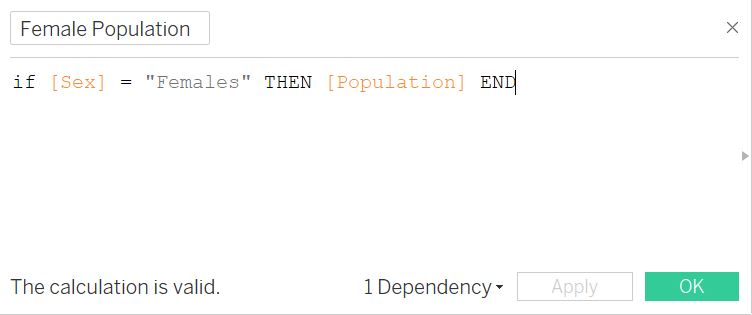 Female Population
if [Sex] = "Females" THEN [Population] END
The calculation is valid. 1 Dependency Apply OK